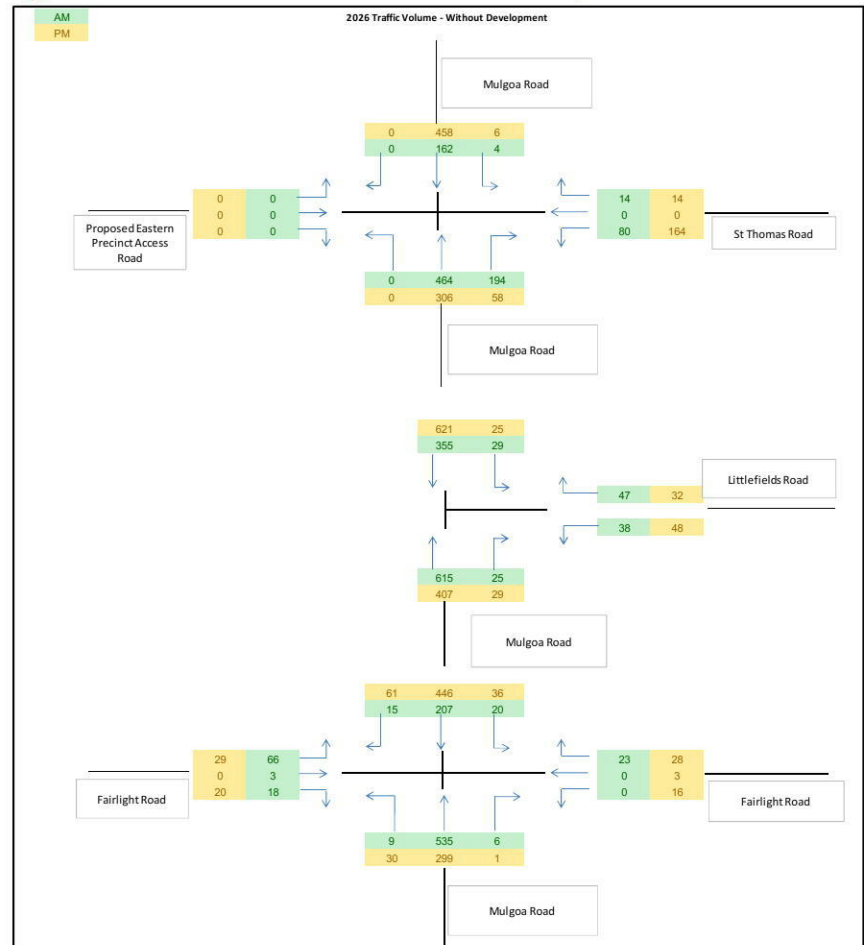 AM
2026 Traffic Volume - Without Development
PM
Mulgoa Road
0 458 6
0 162 4
0 0
0 0
0 0
14 14
0 0
80 164
Proposed Eastern
Precinct Access
Road
St Thomas Road
0 464 194
0 306 58
Mulgoa Road
621 25
355 29
Littlefields Road
47 32
38 48
615 25
407 29
Mulgoa Road
61 446 36
15 207 20
29 66
0 3
20 18
23 28
0 3
0 16
Fairlight Road
Fairlight Road
9 535 6
30 299 1
Mulgoa Road